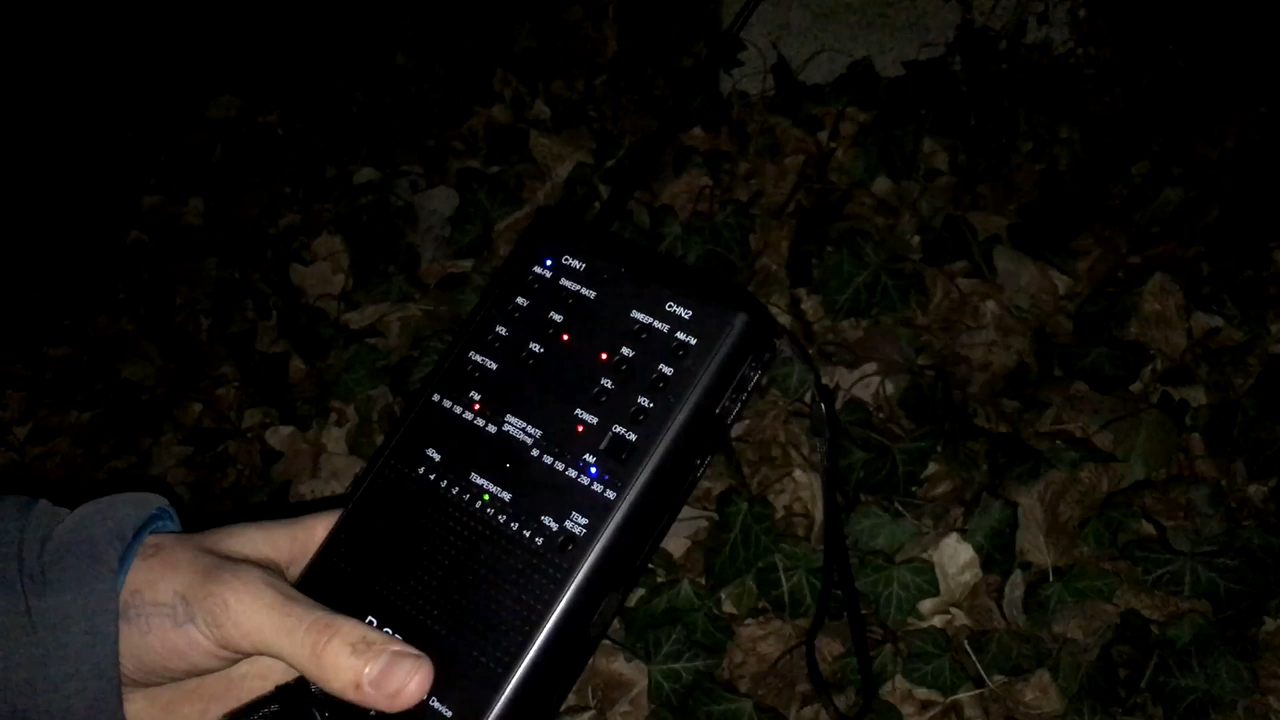 CHN1
AM-FM SWEEP RATE
REV FWD
VOL- VOL+
FUNCTION
CHN2
SWEEP RATE AM-FM
REV FWD
VOL- VOL+
POWER OFF-ON
FM
50 100 150 200 250 300
SWEEP RATE
SPEED(ms)
AM
50 100 150 200 250 300 350
-5Deg TEMPERATURE +5Deg
-5 -4 -3 -2 -1 0 +1 +2 +3 +4 +5
TEMP
RESET
Device